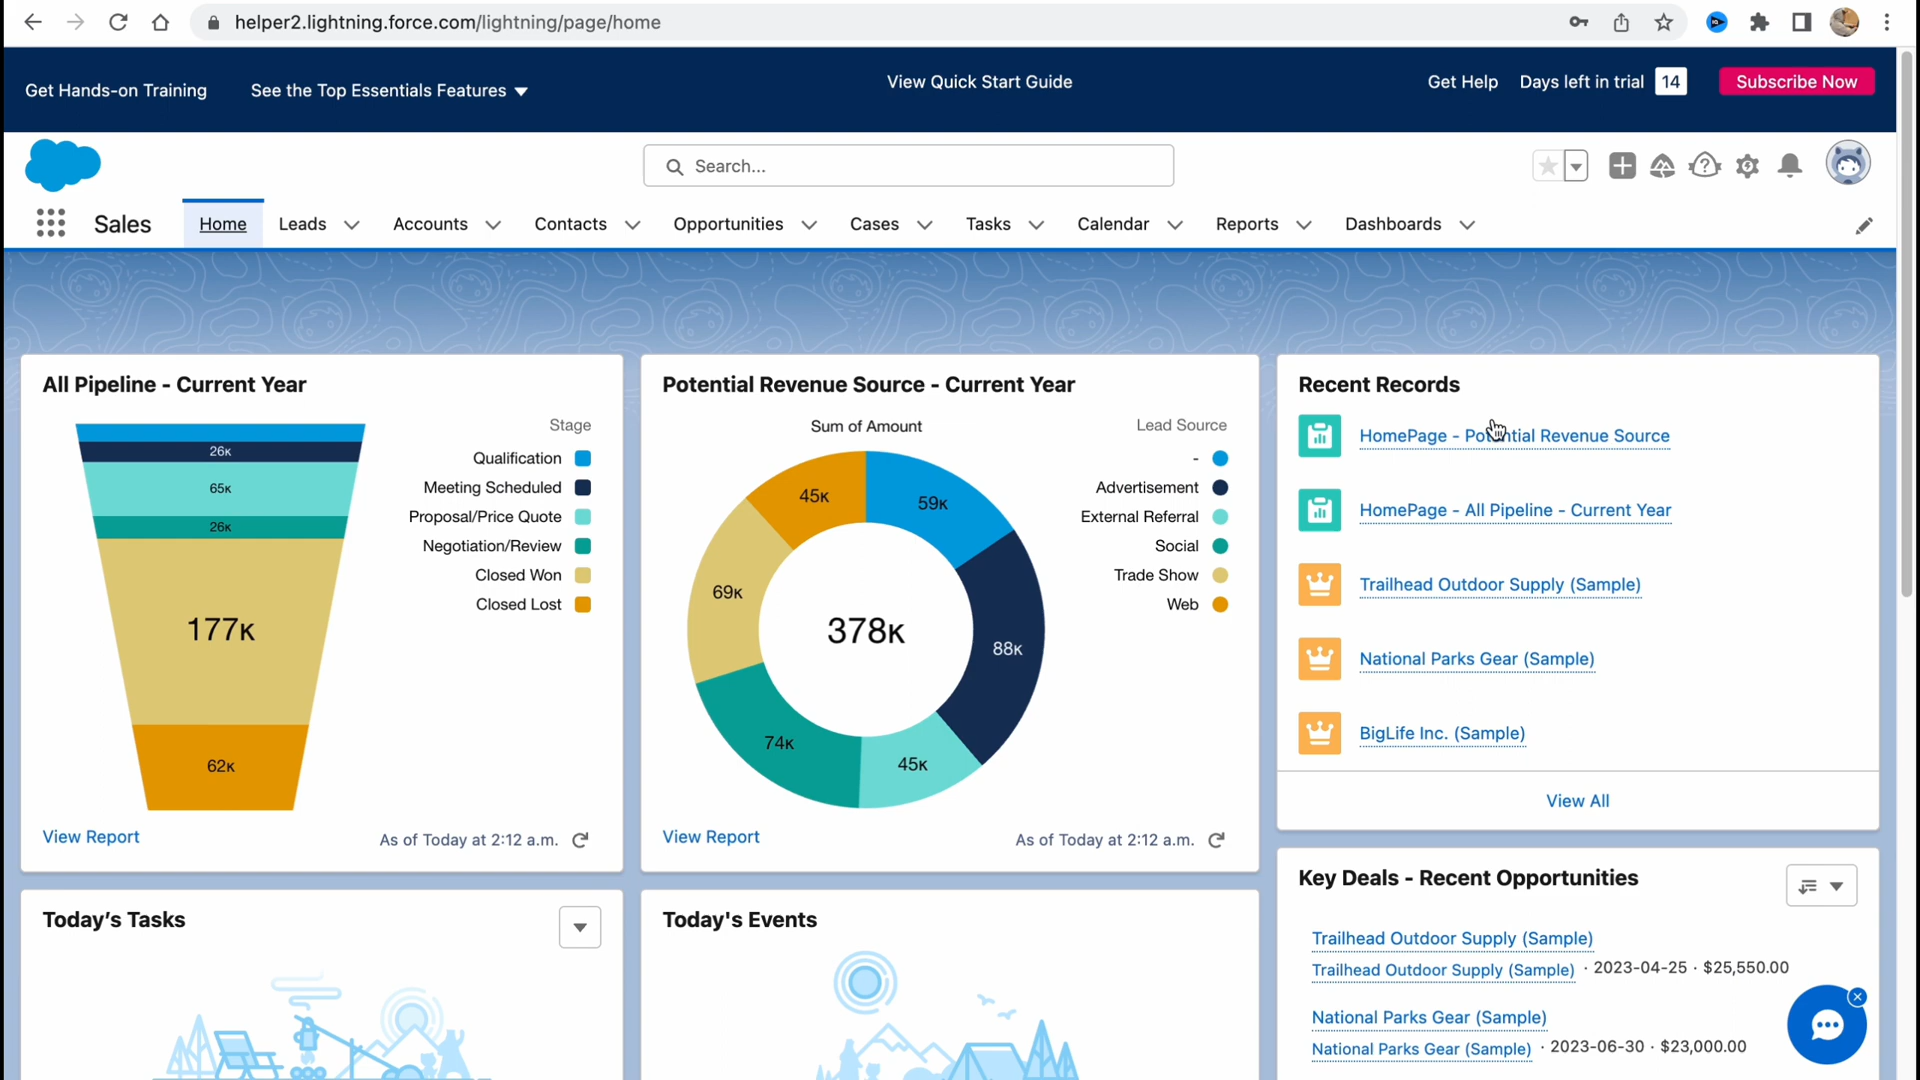 helper2.lightning.force.com/lightning/page/home
Get Hands-on Training
See the Top Essentials Features
View Quick Start Guide
Get Help
Days left in trial 14
Subscribe Now
Search...
Sales
Home
Leads
Accounts
Contacts
Opportunities
Cases
Tasks
Calendar
Reports
Dashboards
All Pipeline - Current Year
Stage
Qualification
Meeting Scheduled
Proposal/Price Quote
Negotiation/Review
Closed Won
Closed Lost
26K
65K
26K
177K
62K
View Report
As of Today at 2:12 a.m.
Potential Revenue Source - Current Year
Sum of Amount
Lead Source
-
Advertisement
External Referral
Social
Trade Show
Web
45K
59K
69K
378K
88K
74K
45K
View Report
As of Today at 2:12 a.m.
Recent Records
HomePage - Potential Revenue Source
HomePage - All Pipeline - Current Year
Trailhead Outdoor Supply (Sample)
National Parks Gear (Sample)
BigLife Inc. (Sample)
View All
Today's Tasks
Today's Events
Key Deals - Recent Opportunities
Trailhead Outdoor Supply (Sample)
Trailhead Outdoor Supply (Sample) · 2023-04-25 · $25,550.00
National Parks Gear (Sample)
National Parks Gear (Sample) · 2023-06-30 · $23,000.00